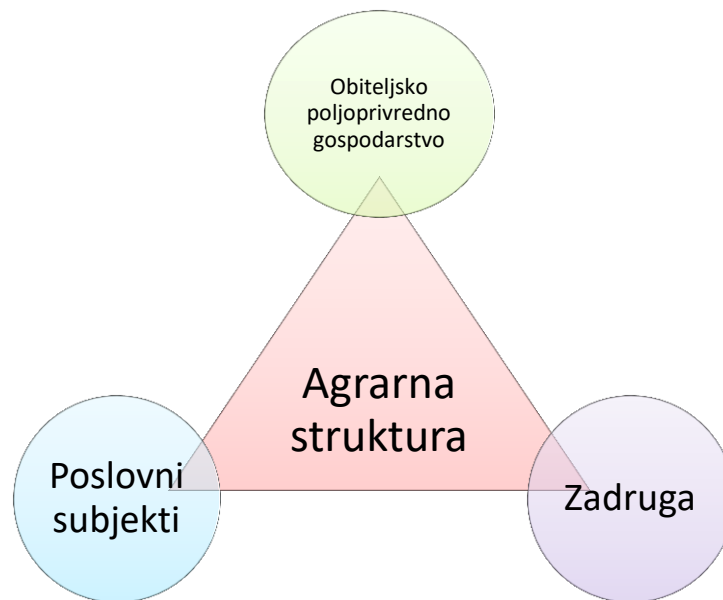 Obiteljsko
poljoprivredno
gospodarstvo
Agrarna
struktura
Poslovni
subjekti
Zadruga